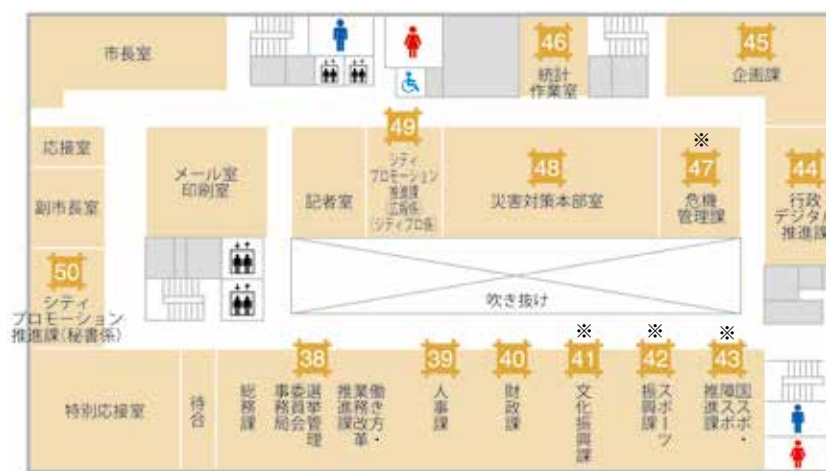 市長室
46
統計
作業室
45
企画課
応接室
副市長室
50
シティ
プロモーション
推進課(秘書係)
メール室
印刷室
記者室
49
シティ
プロモーション
推進課
(広報係)
(シティプロ係)
48
災害対策本部室
※
47
危機
管理課
44
行政
デジタル
推進課
吹き抜け
特別応接室
待合
総務課
38
選挙管理
委員会
事務局
働き方・
業務改革
推進課
39
人事課
40
財政課
※
41
文化振興課
※
42
スポーツ
振興課
※
43
国スポ・
障スポ
推進課